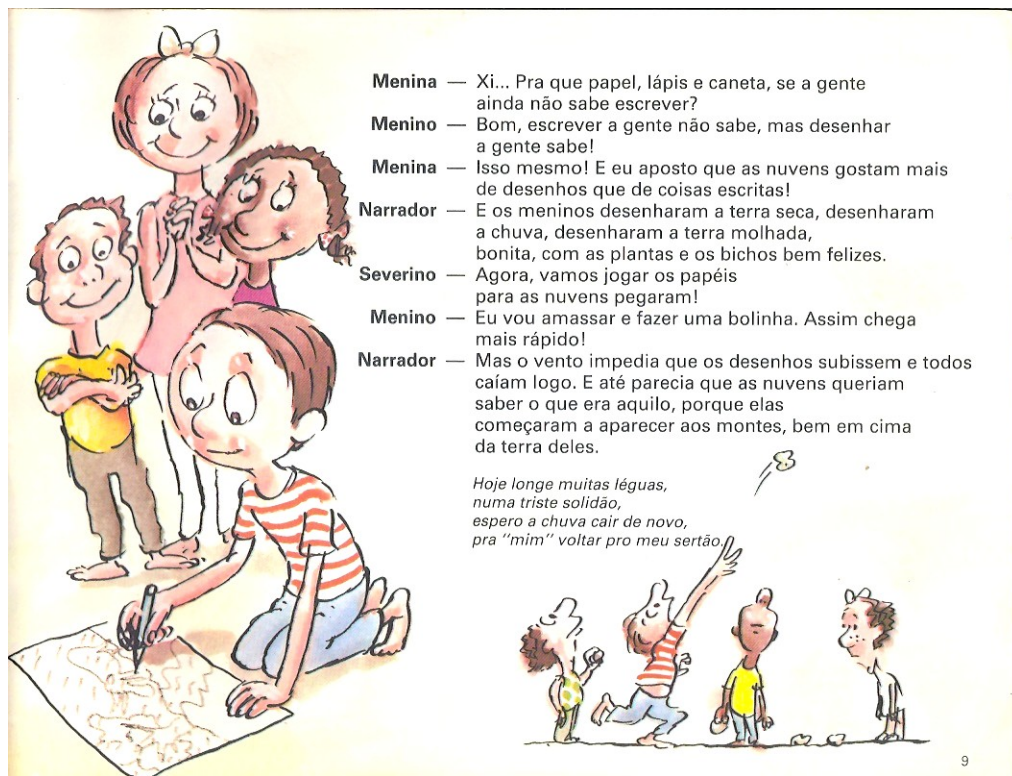 Menina — Xi... Pra que papel, lápis e caneta, se a gente
ainda não sabe escrever?
Menino — Bom, escrever a gente não sabe, mas desenhar
a gente sabe!
Menina — Isso mesmo! E eu aposto que as nuvens gostam mais
de desenhos que de coisas escritas!
Narrador — E os meninos desenharam a terra seca, desenharam
a chuva, desenharam a terra molhada,
bonita, com as plantas e os bichos bem felizes.
Severino — Agora, vamos jogar os papéis
para as nuvens pegaram!
Menino — Eu vou amassar e fazer uma bolinha. Assim chega
mais rápido!
Narrador — Mas o vento impedia que os desenhos subissem e todos
caíam logo. E até parecia que as nuvens queriam
saber o que era aquilo, porque elas
começaram a aparecer aos montes, bem em cima
da terra deles.
Hoje longe muitas léguas,
numa triste solidão,
espero a chuva cair de novo,
pra "mim" voltar pro meu sertão.
9